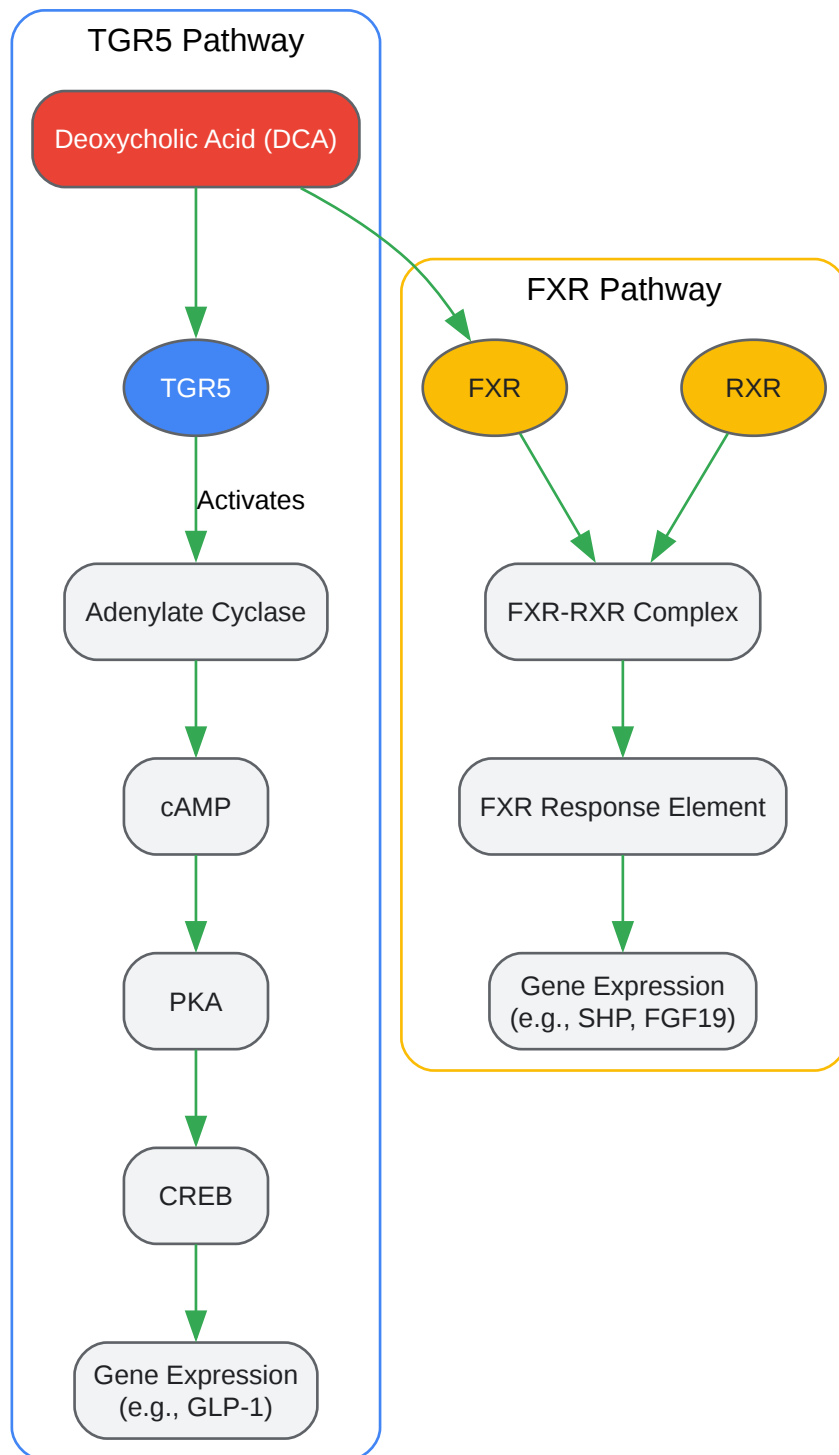 TGR5 Pathway
Deoxycholic Acid (DCA)
TGR5
Activates
Adenylate Cyclase
cAMP
PKA
CREB
Gene Expression
(e.g., GLP-1)
FXR Pathway
FXR
RXR
FXR-RXR Complex
FXR Response Element
Gene Expression
(e.g., SHP, FGF19)